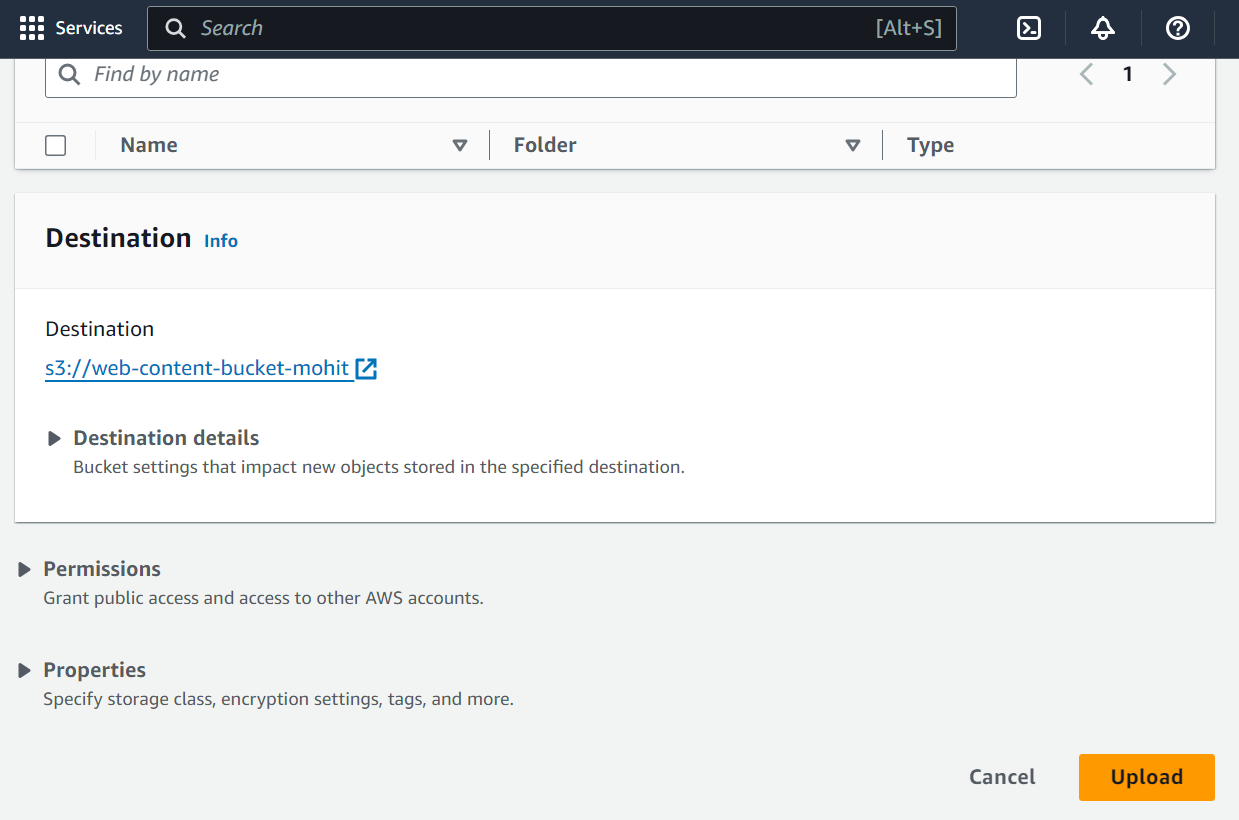 Services Search [Alt+S]
Find by name 1
Name Folder Type
Destination Info
Destination
s3://web-content-bucket-mohit
Destination details
Bucket settings that impact new objects stored in the specified destination.
Permissions
Grant public access and access to other AWS accounts.
Properties
Specify storage class, encryption settings, tags, and more.
Cancel Upload